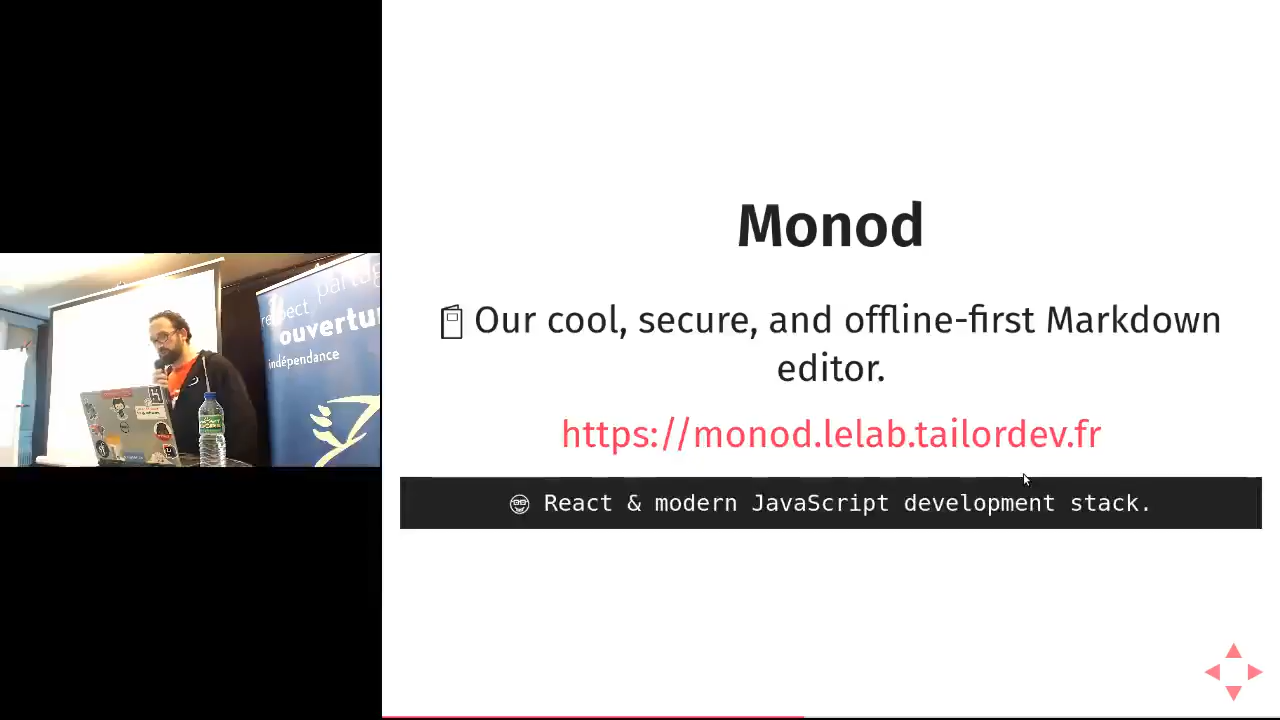 Monod
Our cool, secure, and offline-first Markdown
editor.
https://monod.lelab.tailordev.fr
🤓 React & modern JavaScript development stack.
respect
partag
ouvertu
indépendance